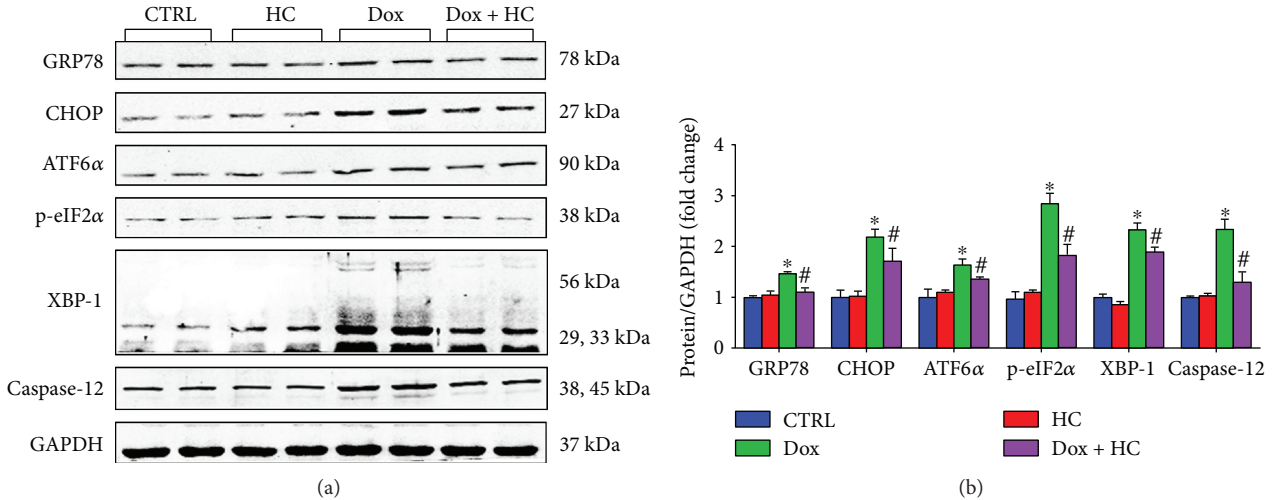 CTRL HC Dox Dox + HC
GRP78 78 kDa
CHOP 27 kDa
ATF6α 90 kDa
p-eIF2α 38 kDa
56 kDa
XBP-1
29, 33 kDa
Caspase-12 38, 45 kDa
GAPDH 37 kDa
(a)
Protein/GAPDH (fold change)
4
3
2
1
0
* # * # * # * # * # * #
GRP78 CHOP ATF6α p-eIF2α XBP-1 Caspase-12
CTRL HC
Dox Dox + HC
(b)